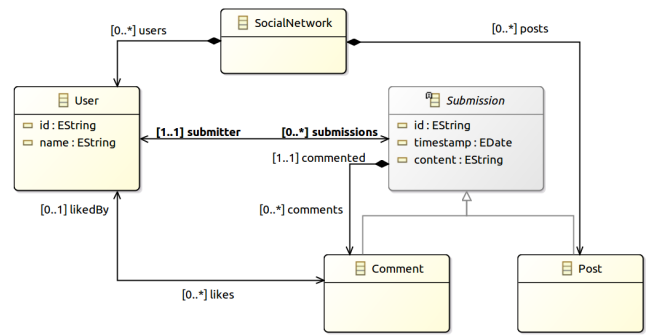 SocialNetwork
[0..*] users
[0..*] posts
User
id : EString
name : EString
Submission
id : EString
timestamp : EDate
content : EString
[1..1] submitter
[0..*] submissions
[1..1] commented
[0..1] likedBy
[0..*] comments
Comment
Post
[0..*] likes